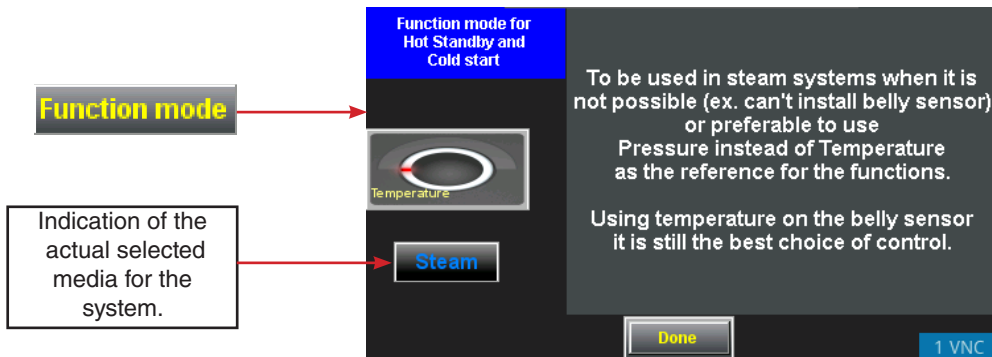 Function mode
Indication of the
actual selected
media for the
system.
Function mode for
Hot Standby and
Cold start
Temperature
Steam
To be used in steam systems when it is
not possible (ex. can't install belly sensor)
or preferable to use
Pressure instead of Temperature
as the reference for the functions.
Using temperature on the belly sensor
it is still the best choice of control.
Done
1 VNC